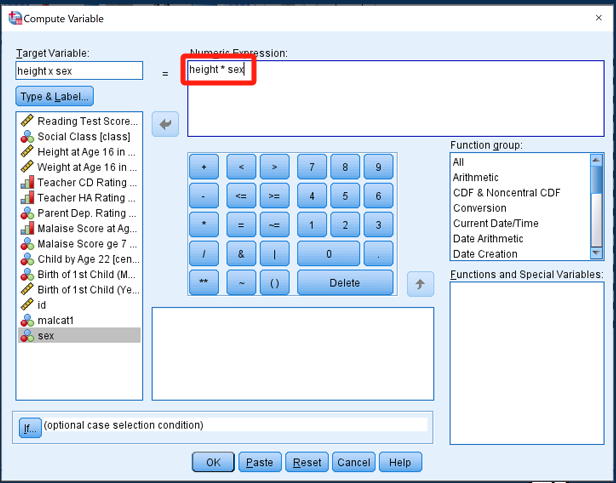 Compute Variable
Target Variable:
height x sex
=
Numeric Expression:
height * sex
Type & Label...
Reading Test Score...
Social Class [class]
Height at Age 16 in ...
Weight at Age 16 in ...
Teacher CD Rating ...
Teacher HA Rating ...
Parent Dep. Rating ...
Malaise Score at Ag...
Malaise Score ge 7 ...
Child by Age 22 [cen...
Birth of 1st Child (M...
Birth of 1st Child (Ye...
id
malcat1
sex
+ < > 7 8 9
- <= >= 4 5 6
* = ~= 1 2 3
/ & | 0 .
** ~ ( ) Delete
Function group:
All
Arithmetic
CDF & Noncentral CDF
Conversion
Current Date/Time
Date Arithmetic
Date Creation
Functions and Special Variables:
If... (optional case selection condition)
OK Paste Reset Cancel Help